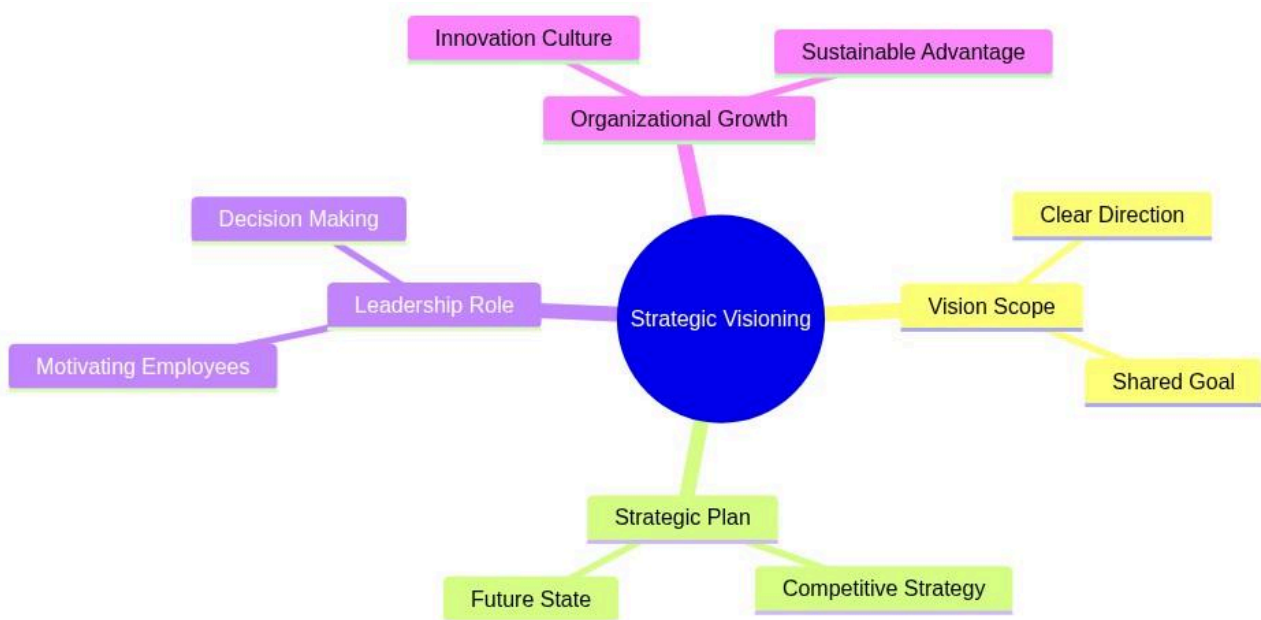 Innovation Culture
Sustainable Advantage
Organizational Growth
Decision Making
Clear Direction
Leadership Role
Strategic Visioning
Vision Scope
Motivating Employees
Shared Goal
Strategic Plan
Future State
Competitive Strategy